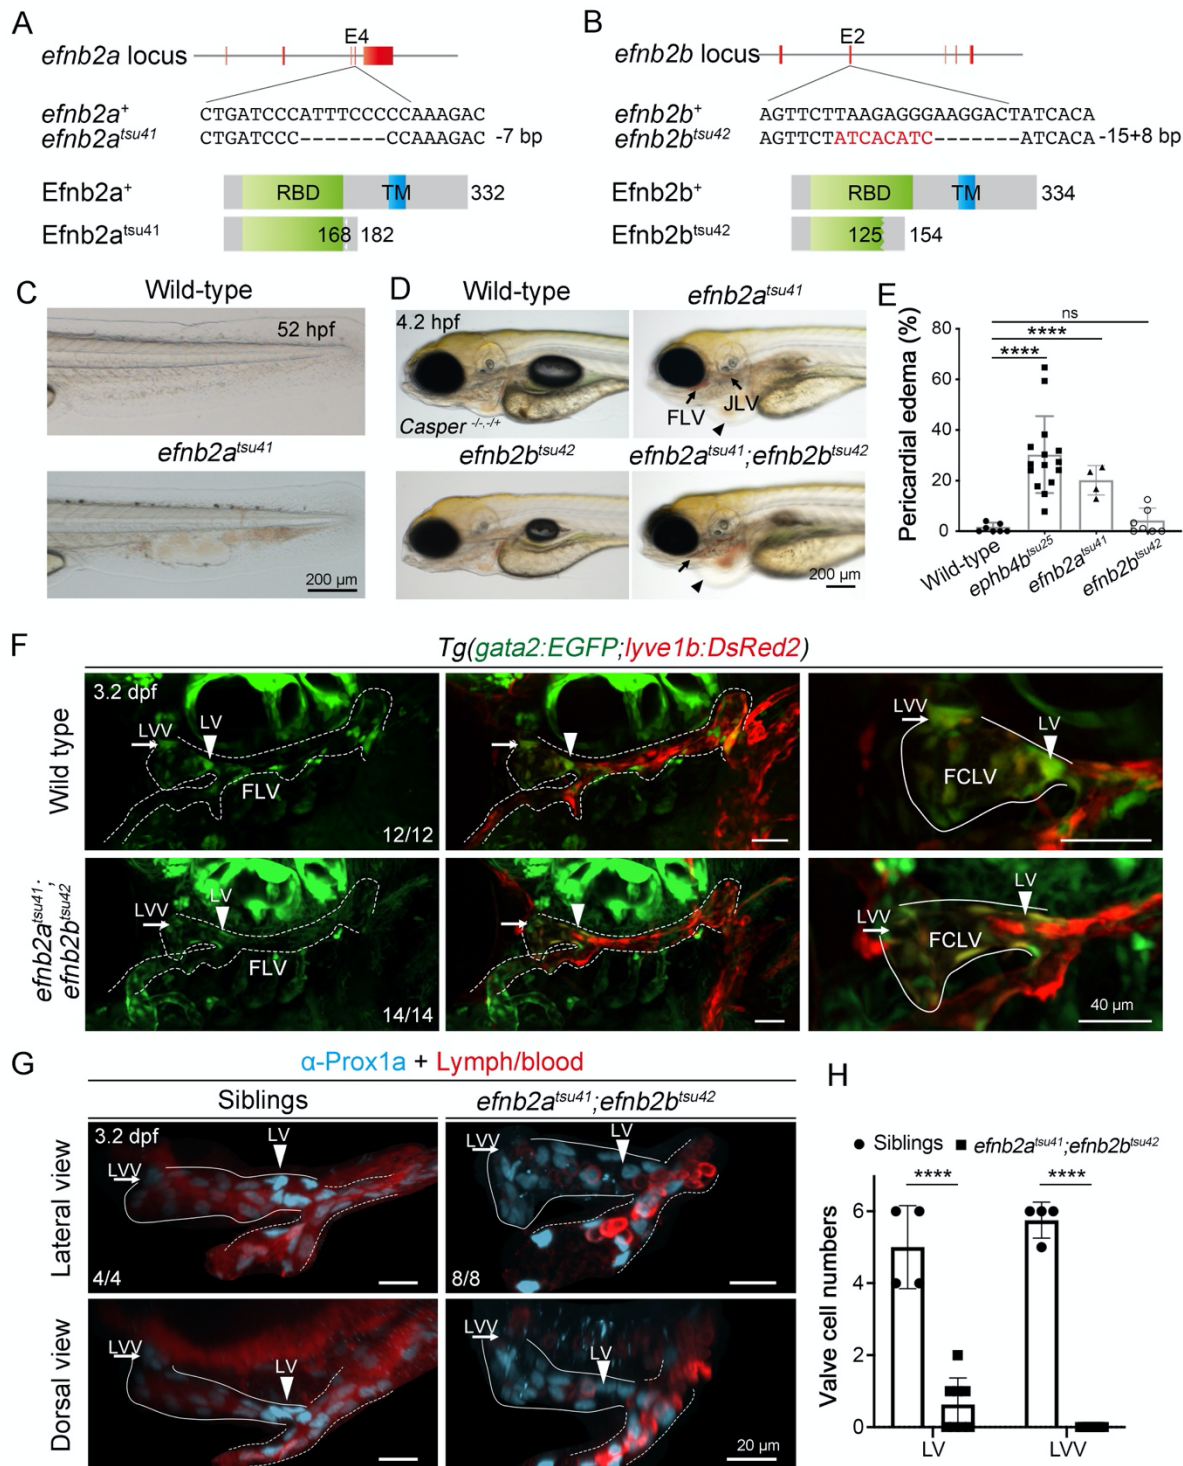 A
efnb2a locus
E4
efnb2a⁺ CTGATCCCATTTCCCCCCAAAGAC
efnb2aᵗˢᵘ⁴¹ CTGATCCC-------CCAAAGAC -7 bp
Efnb2a⁺ RBD TM 332
Efnb2aᵗˢᵘ⁴¹ 168 182
B
efnb2b locus
E2
efnb2b⁺ AGTTCTTAAGAGGGAAGGACTATCACA
efnb2bᵗˢᵘ⁴² AGTTCTATCACATC-------ATCACA -15+8 bp
Efnb2b⁺ RBD TM 334
Efnb2bᵗˢᵘ⁴² 125 154
C
Wild-type
52 hpf
efnb2aᵗˢᵘ⁴¹
200 µm
D
Wild-type efnb2aᵗˢᵘ⁴¹
4.2 hpf
Casper ⁻/⁻,⁻/⁺
FLV JLV
efnb2bᵗˢᵘ⁴² efnb2aᵗˢᵘ⁴¹;efnb2bᵗˢᵘ⁴²
200 µm
E
Pericardial edema (%)
80
60
40
20
0
ns
****
****
Wild-type
ephb4bᵗˢᵘ²⁵
efnb2aᵗˢᵘ⁴¹
efnb2bᵗˢᵘ⁴²
F
Tg(gata2:EGFP;lyve1b:DsRed2)
Wild type
3.2 dpf
LVV LV
FLV
12/12
LVV LV
FCLV
efnb2aᵗˢᵘ⁴¹;
efnb2bᵗˢᵘ⁴²
LVV LV
FLV
14/14
LVV LV
FCLV
40 µm
G
α-Prox1a + Lymph/blood
Siblings efnb2aᵗˢᵘ⁴¹;efnb2bᵗˢᵘ⁴²
Lateral view
3.2 dpf
LVV LV
4/4
LVV LV
8/8
Dorsal view
LVV LV
LVV LV
20 µm
H
Siblings efnb2aᵗˢᵘ⁴¹;efnb2bᵗˢᵘ⁴²
**** ****
Valve cell numbers
6
4
2
0
LV LVV